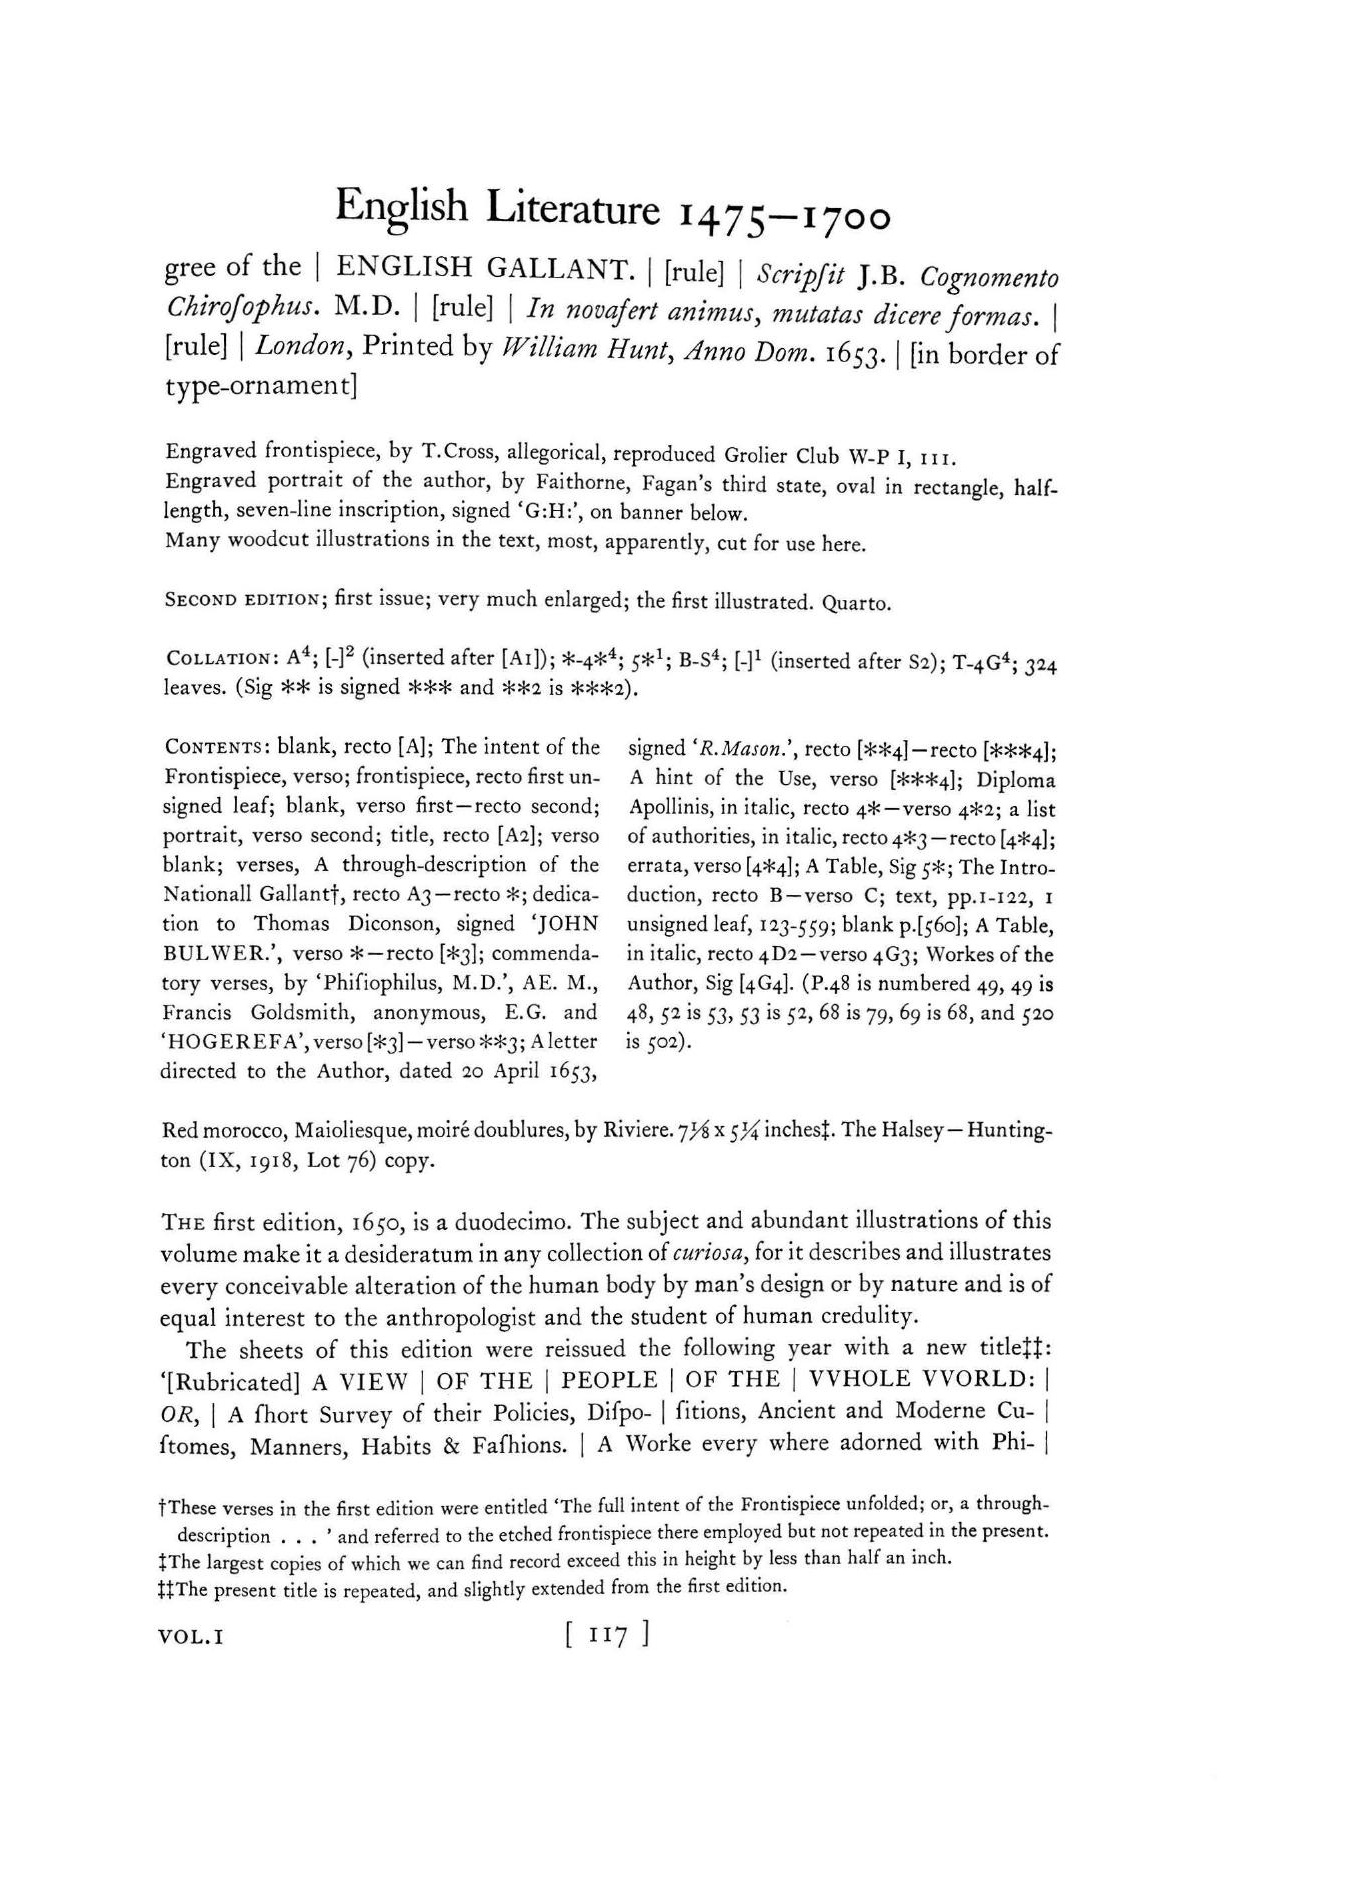 English Literature 1475—1700
gree of the | ENGLISH GALLANT. | [rule] | Scripſit J.B. Cognomento
Chiroſophus. M.D. | [rule] | In novafert animus, mutatas dicere formas. |
[rule] | London, Printed by William Hunt, Anno Dom. 1653. | [in border of
type-ornament]
Engraved frontispiece, by T.Cross, allegorical, reproduced Grolier Club W-P I, 111.
Engraved portrait of the author, by Faithorne, Fagan's third state, oval in rectangle, half-
length, seven-line inscription, signed ‘G:H:’, on banner below.
Many woodcut illustrations in the text, most, apparently, cut for use here.
SECOND EDITION; first issue; very much enlarged; the first illustrated. Quarto.
COLLATION: A⁴; [-]² (inserted after [A1]); *-4*⁴; 5*¹; B-S⁴; [-]¹ (inserted after S2); T-4G⁴; 324
leaves. (Sig ** is signed *** and **2 is ***2).
CONTENTS: blank, recto [A]; The intent of the
Frontispiece, verso; frontispiece, recto first un-
signed leaf; blank, verso first—recto second;
portrait, verso second; title, recto [A2]; verso
blank; verses, A through-description of the
Nationall Gallant†, recto A3—recto *; dedica-
tion to Thomas Diconson, signed ‘JOHN
BULWER.’, verso *—recto [*3]; commenda-
tory verses, by ‘Phiſiophilus, M.D.’, AE. M.,
Francis Goldsmith, anonymous, E.G. and
‘HOGEREFA’, verso [*3]—verso **3; A letter
directed to the Author, dated 20 April 1653,
signed ‘R.Mason.’, recto [**4]—recto [***4];
A hint of the Use, verso [***4]; Diploma
Apollinis, in italic, recto 4*—verso 4*2; a list
of authorities, in italic, recto 4*3—recto [4*4];
errata, verso [4*4]; A Table, Sig 5*; The Intro-
duction, recto B—verso C; text, pp.1-122, 1
unsigned leaf, 123-559; blank p.[560]; A Table,
in italic, recto 4D2—verso 4G3; Workes of the
Author, Sig [4G4]. (P.48 is numbered 49, 49 is
48, 52 is 53, 53 is 52, 68 is 79, 69 is 68, and 520
is 502).
Red morocco, Maioliesque, moiré doublures, by Riviere. 7⅛ x 5¼ inches‡. The Halsey—Hunting-
ton (IX, 1918, Lot 76) copy.
THE first edition, 1650, is a duodecimo. The subject and abundant illustrations of this
volume make it a desideratum in any collection of curiosa, for it describes and illustrates
every conceivable alteration of the human body by man's design or by nature and is of
equal interest to the anthropologist and the student of human credulity.
The sheets of this edition were reissued the following year with a new title‡‡:
‘[Rubricated] A VIEW | OF THE | PEOPLE | OF THE | VVHOLE VVORLD: |
OR, | A ſhort Survey of their Policies, Diſpo- | ſitions, Ancient and Moderne Cu- |
ſtomes, Manners, Habits & Faſhions. | A Worke every where adorned with Phi- |
†These verses in the first edition were entitled ‘The full intent of the Frontispiece unfolded; or, a through-
description . . . ’ and referred to the etched frontispiece there employed but not repeated in the present.
‡The largest copies of which we can find record exceed this in height by less than half an inch.
‡‡The present title is repeated, and slightly extended from the first edition.
VOL.I [ 117 ]